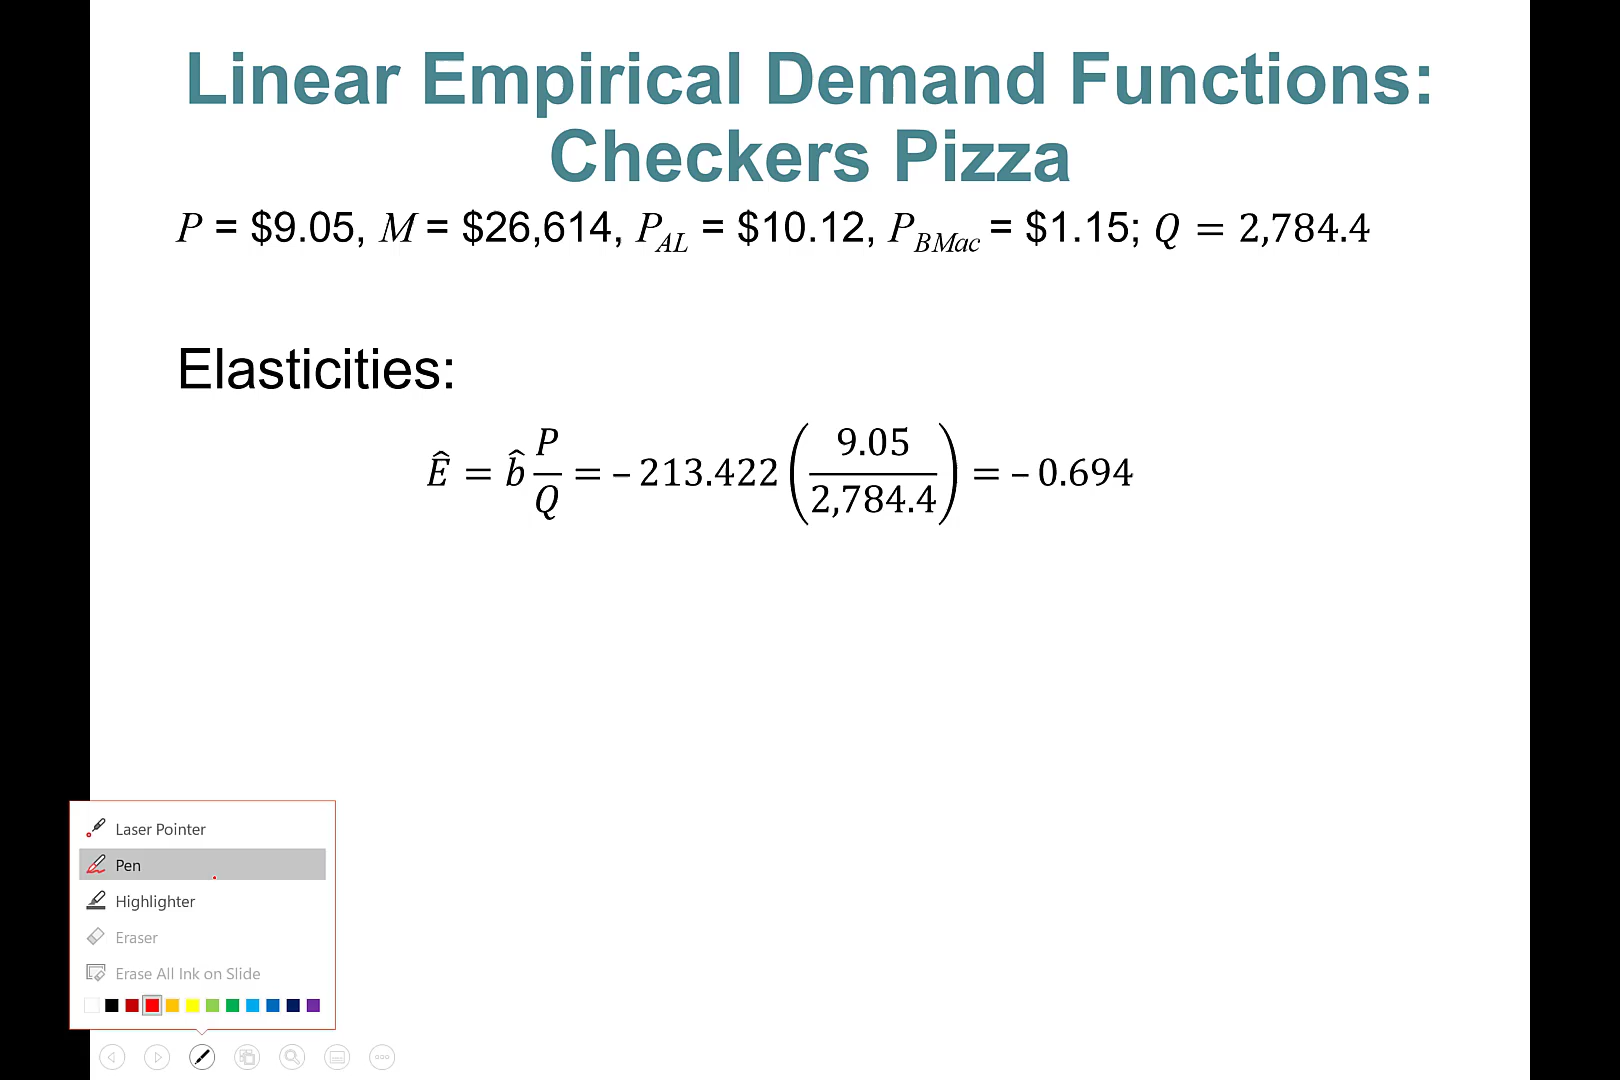 Linear Empirical Demand Functions:
Checkers Pizza
P = $9.05, M = $26,614, P_AL = $10.12, P_BMac = $1.15; Q = 2,784.4
Elasticities:
Ê = b̂ P/Q = – 213.422 (9.05/2,784.4) = – 0.694
Laser Pointer
Pen
Highlighter
Eraser
Erase All Ink on Slide